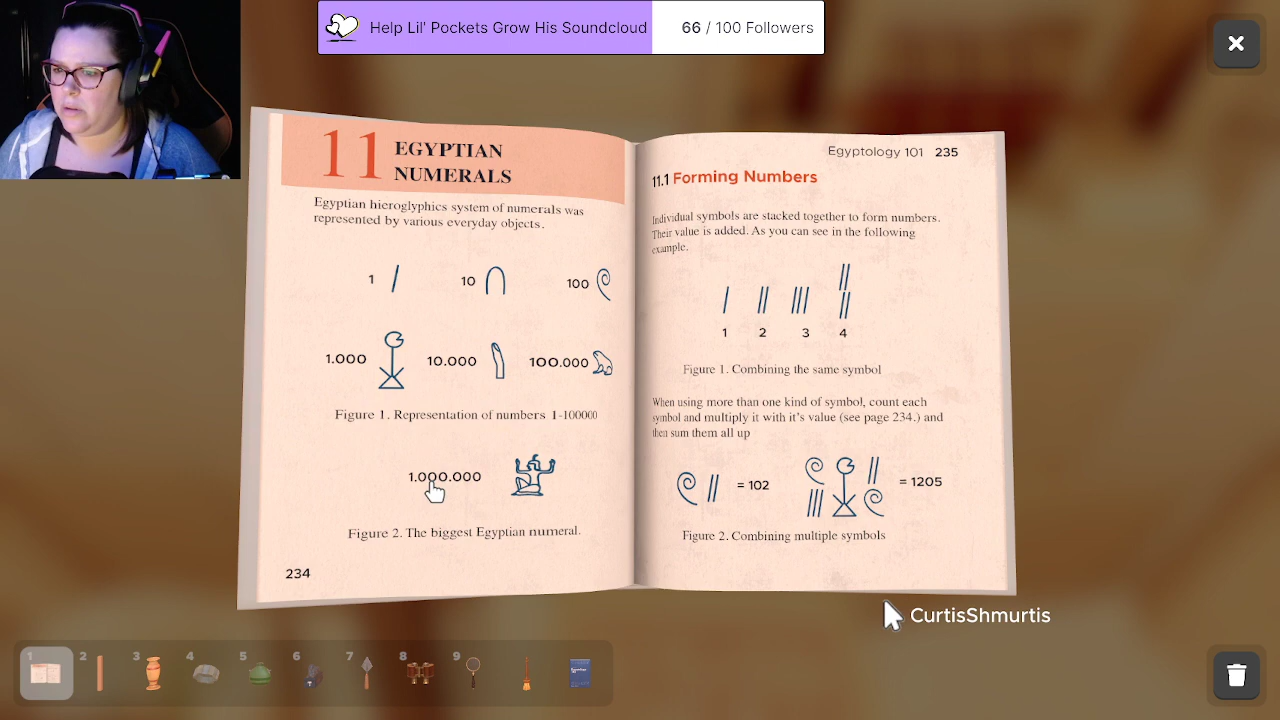 Help Lil' Pockets Grow His Soundcloud 66 / 100 Followers
11 EGYPTIAN
NUMERALS
Egyptian hieroglyphics system of numerals was
represented by various everyday objects.
1 10 100
1.000 10.000 100.000
Figure 1. Representation of numbers 1-100000
1.000.000
Figure 2. The biggest Egyptian numeral.
234
Egyptology 101 235
11.1 Forming Numbers
Individual symbols are stacked together to form numbers.
Their value is added. As you can see in the following
example.
1 2 3 4
Figure 1. Combining the same symbol
When using more than one kind of symbol, count each
symbol and multiply it with it's value (see page 234.) and
then sum them all up
= 102 = 1205
Figure 2. Combining multiple symbols
CurtisShmurtis
1 2 3 4 5 6 7 8 9